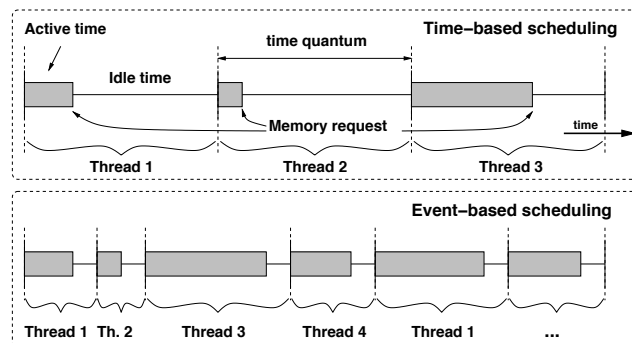 Time-based scheduling
Active time
time quantum
Idle time
Memory request
time
Thread 1
Thread 2
Thread 3
Event-based scheduling
Thread 1
Th. 2
Thread 3
Thread 4
Thread 1
...